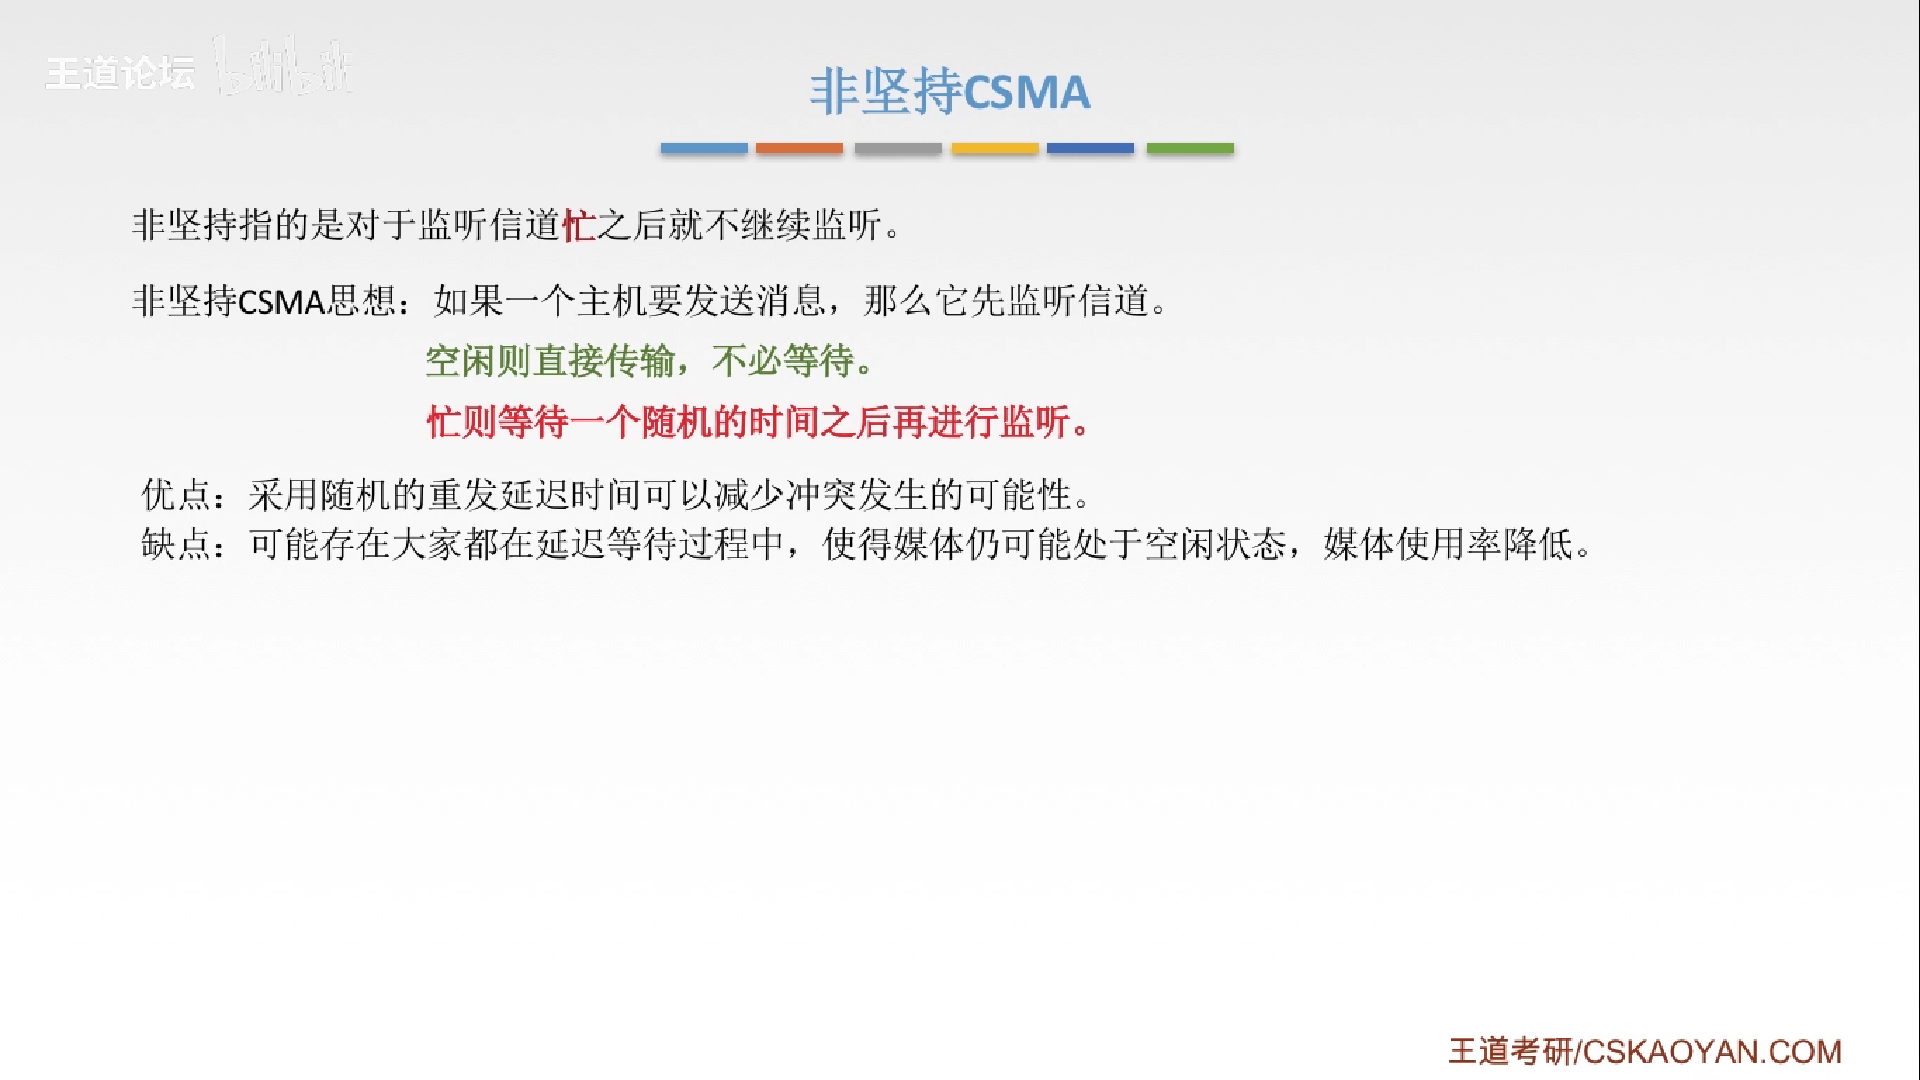 王道论坛 bilibili
非坚持CSMA
非坚持指的是对于监听信道忙之后就不继续监听。
非坚持CSMA思想：如果一个主机要发送消息，那么它先监听信道。
空闲则直接传输，不必等待。
忙则等待一个随机的时间之后再进行监听。
优点：采用随机的重发延迟时间可以减少冲突发生的可能性。
缺点：可能存在大家都在延迟等待过程中，使得媒体仍可能处于空闲状态，媒体使用率降低。
王道考研/CSKAOYAN.COM